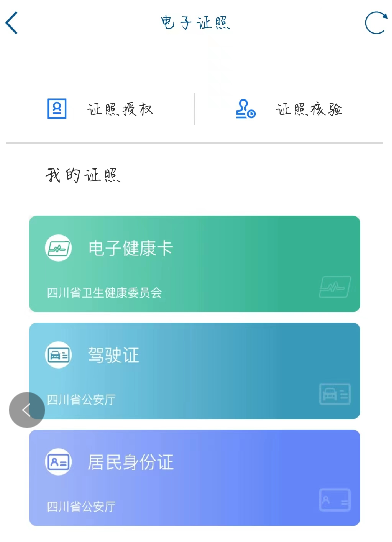 电子证照
证照授权
证照核验
我的证照
电子健康卡
四川省卫生健康委员会
驾驶证
四川省公安厅
居民身份证
四川省公安厅